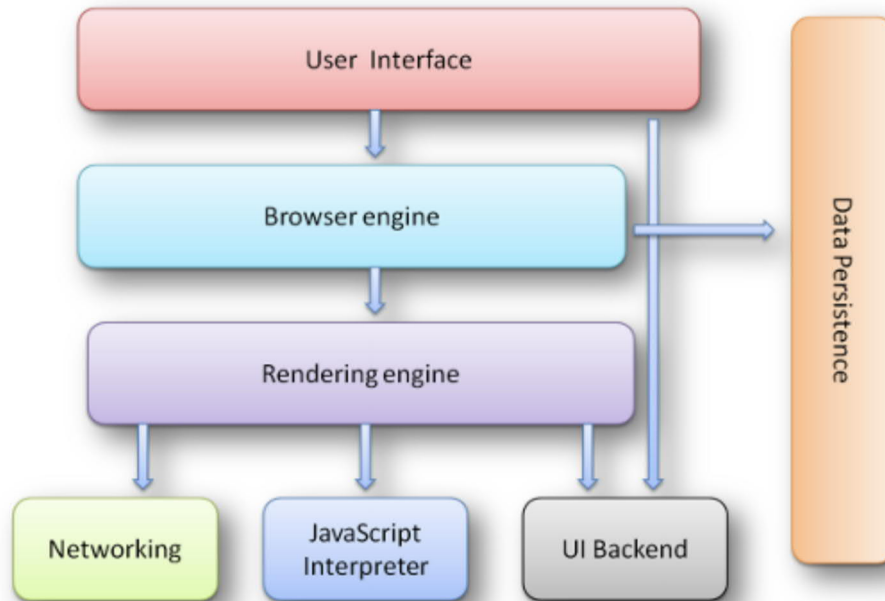 User Interface
Browser engine
Data Persistence
Rendering engine
Networking
JavaScript
Interpreter
UI Backend